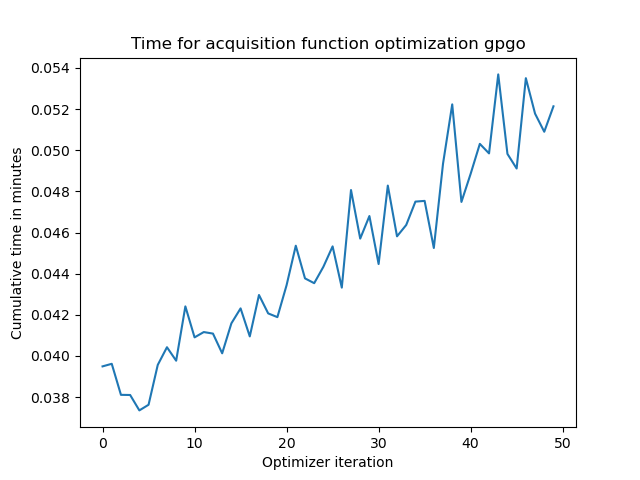 Time for acquisition function optimization gpgo
0.054
0.052
0.050
0.048
0.046
0.044
0.042
0.040
0.038
Cumulative time in minutes
0 10 20 30 40 50
Optimizer iteration